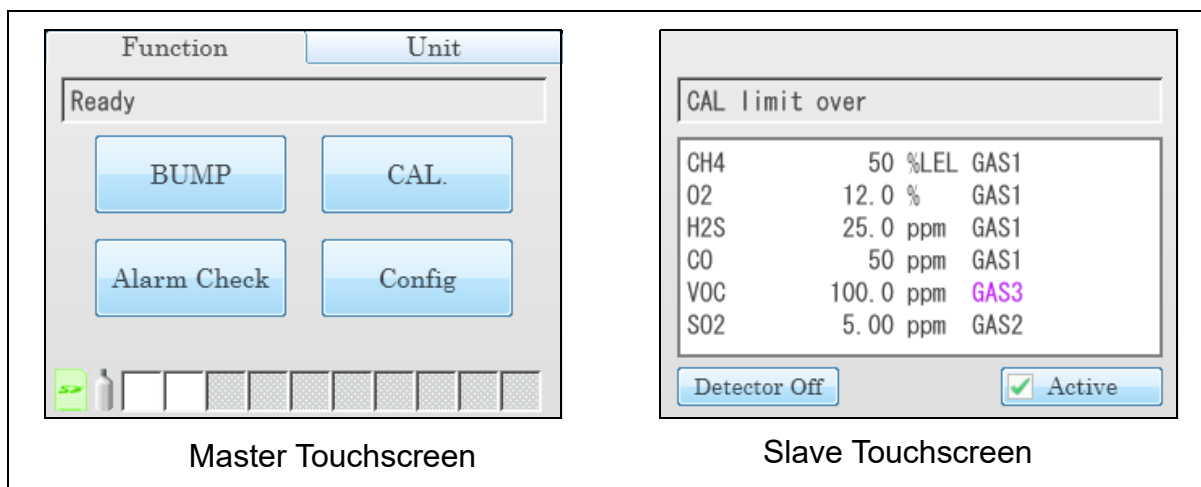 Function Unit
Ready
BUMP CAL.
Alarm Check Config
SD
Master Touchscreen
CAL limit over
CH4 50 %LEL GAS1
O2 12.0 % GAS1
H2S 25.0 ppm GAS1
CO 50 ppm GAS1
VOC 100.0 ppm GAS3
SO2 5.00 ppm GAS2
Detector Off Active
Slave Touchscreen